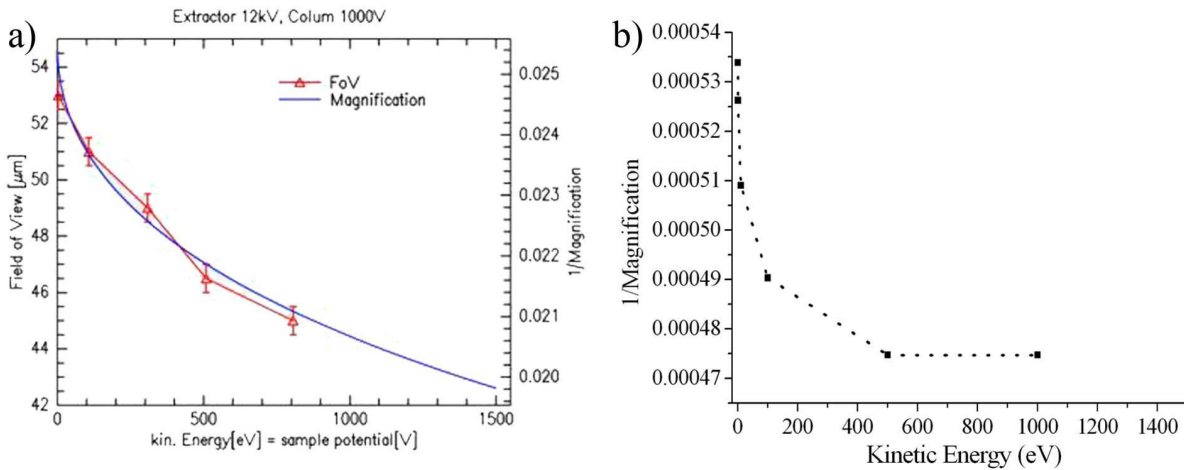 a)
Extractor 12kV, Colum 1000V
54
52
50
48
46
44
42
Field of View [µm]
FoV
Magnification
0.025
0.024
0.023
0.022
0.021
0.020
1/Magnification
0
500
1000
1500
kin. Energy[eV] = sample potential[V]
b)
0.00054
0.00053
0.00052
0.00051
0.00050
0.00049
0.00048
0.00047
1/Magnification
0 200 400 600 800 1000 1200 1400
Kinetic Energy (eV)